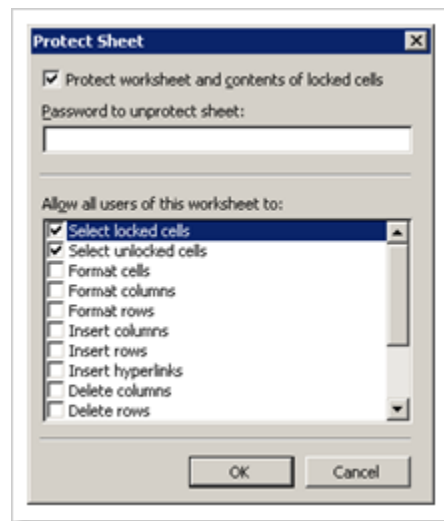 Protect Sheet
Protect worksheet and contents of locked cells
Password to unprotect sheet:
Allow all users of this worksheet to:
Select locked cells
Select unlocked cells
Format cells
Format columns
Format rows
Insert columns
Insert rows
Insert hyperlinks
Delete columns
Delete rows
OK Cancel